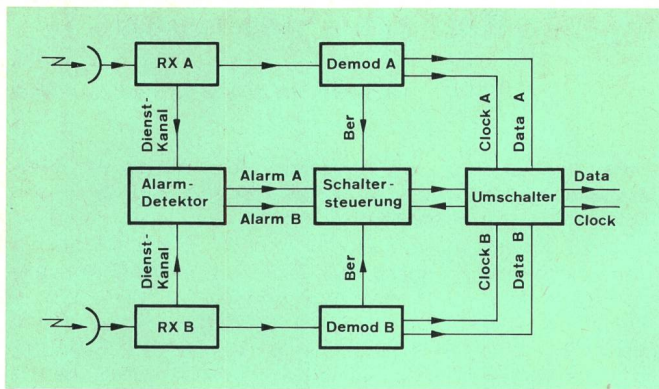 RX A
Demod A
Dienst-
Kanal
Ber
Clock A
Data A
Alarm-
Detektor
Alarm A
Alarm B
Schalter-
steuerung
Umschalter
Data
Clock
Dienst-
Kanal
Ber
Clock B
Data B
RX B
Demod B